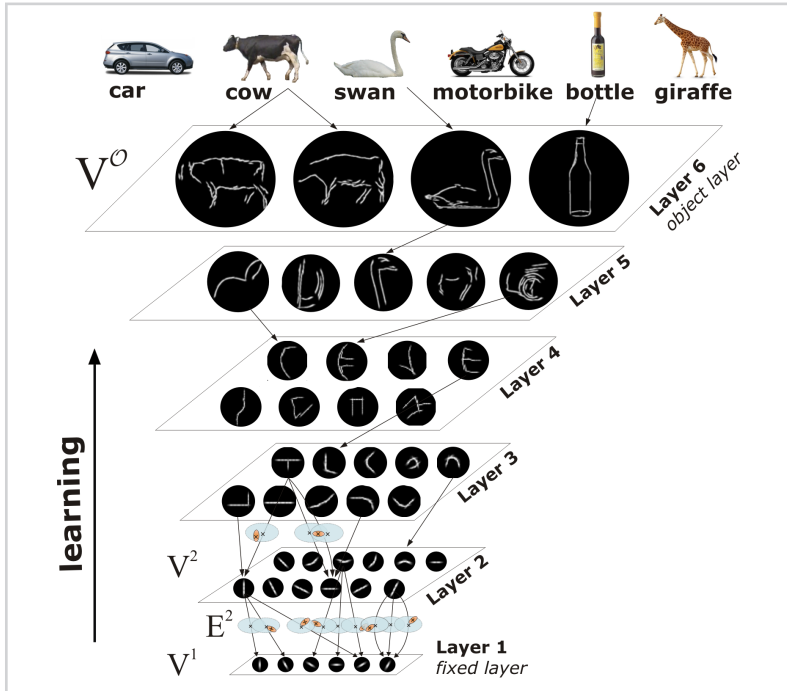 car cow swan motorbike bottle giraffe
V^O
Layer 6
object layer
Layer 5
Layer 4
Layer 3
learning
V^2
Layer 2
E^2
Layer 1
V^1
fixed layer